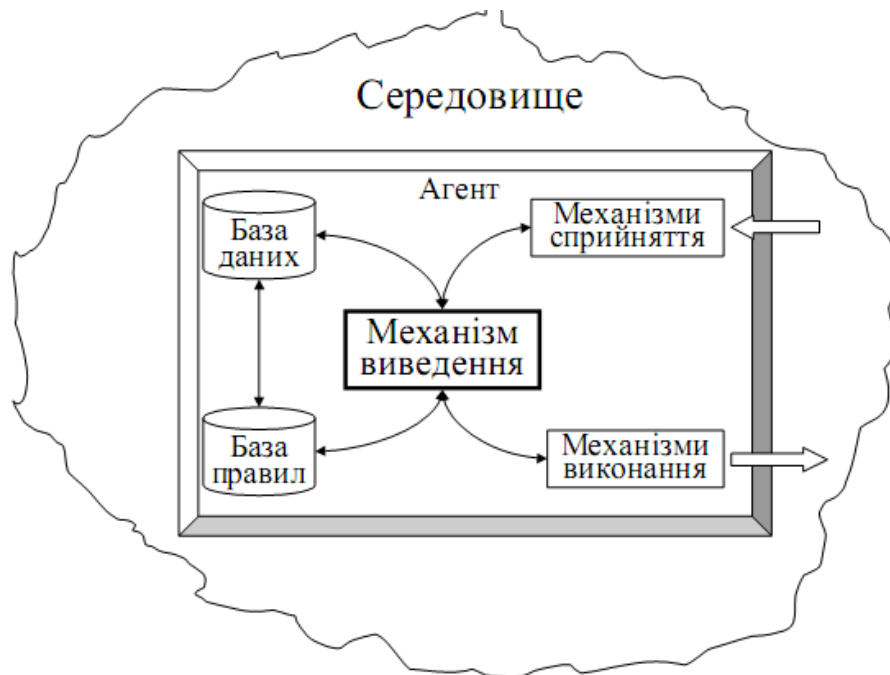 Середовище
Агент
База
даних
Механізми
сприйняття
Механізм
виведення
База
правил
Механізми
виконання